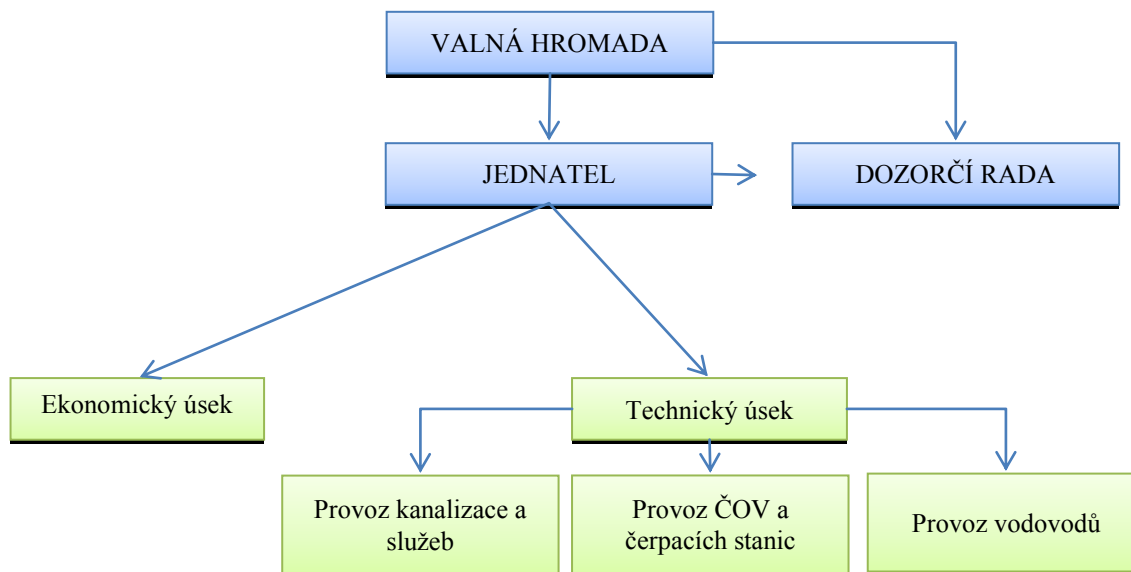 VALNÁ HROMADA
JEDNATEL
DOZORČÍ RADA
Ekonomický úsek
Technický úsek
Provoz kanalizace a
služeb
Provoz ČOV a
čerpacích stanic
Provoz vodovodů